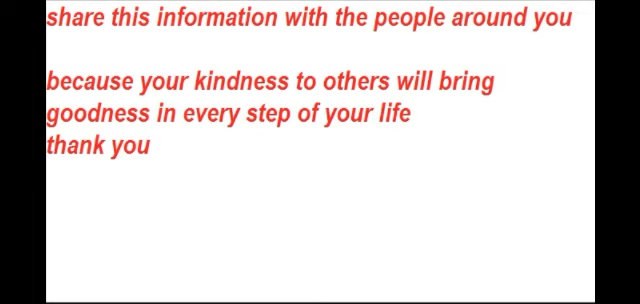 share this information with the people around you
because your kindness to others will bring
goodness in every step of your life
thank you